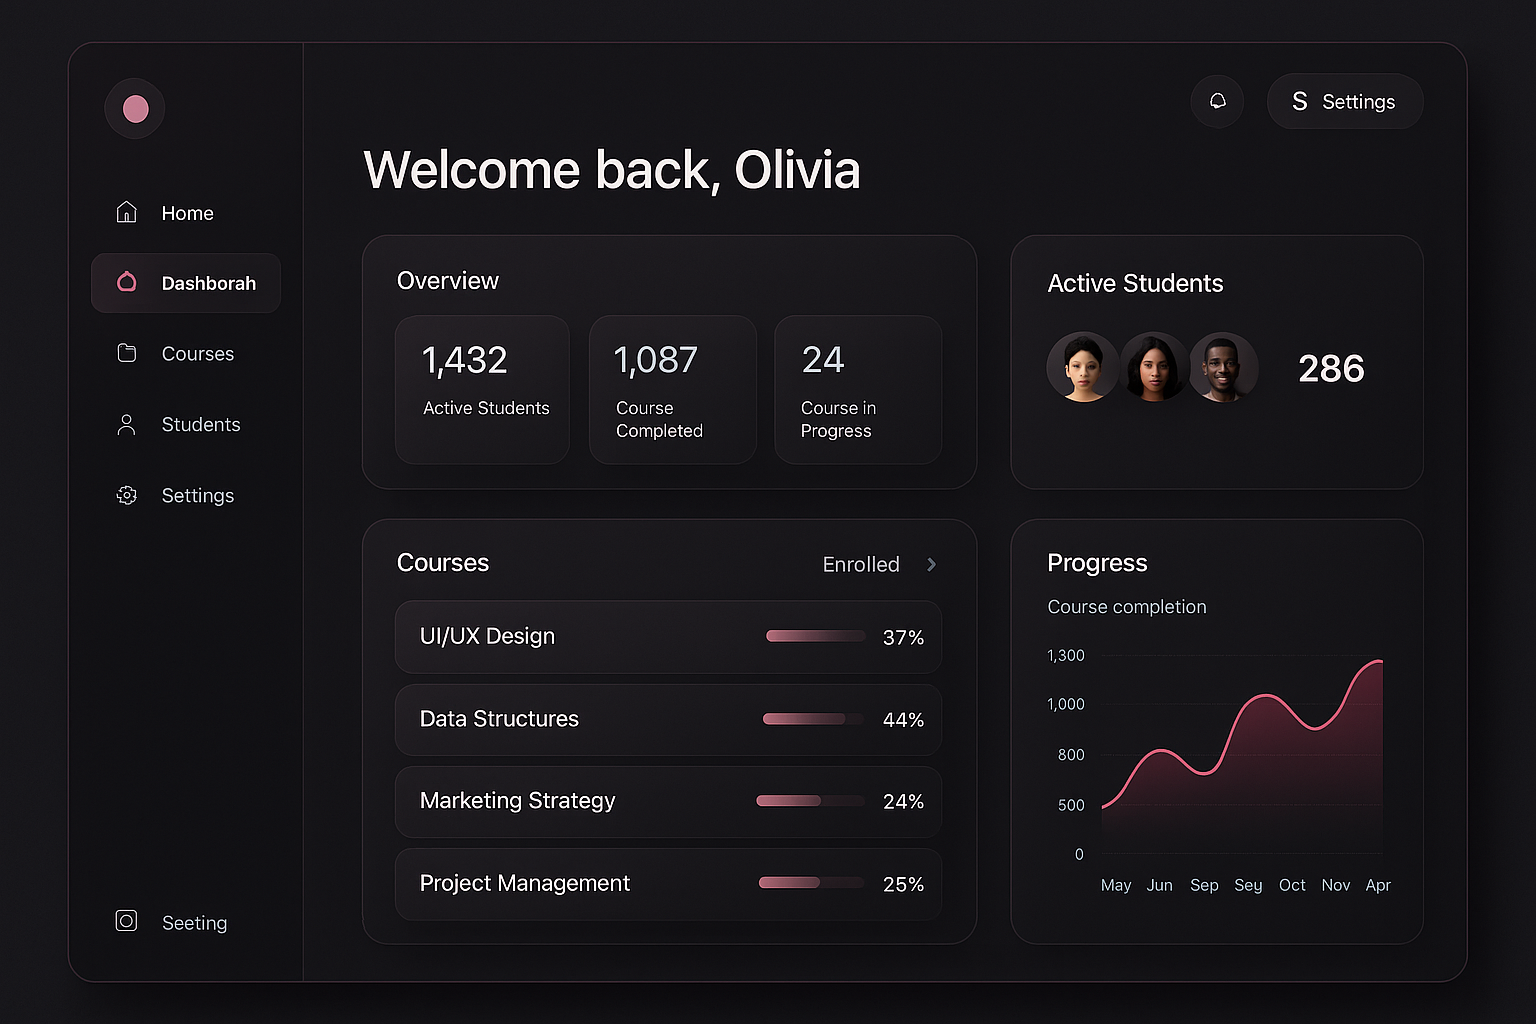 S Settings
Welcome back, Olivia
Home
Dashborah
Courses
Students
Settings
Seeting
Overview
1,432
Active Students
1,087
Course
Completed
24
Course in
Progress
Active Students
286
Courses
Enrolled
UI/UX Design
37%
Data Structures
44%
Marketing Strategy
24%
Project Management
25%
Progress
Course completion
1,300
1,000
800
500
0
May Jun Sep Sey Oct Nov Apr